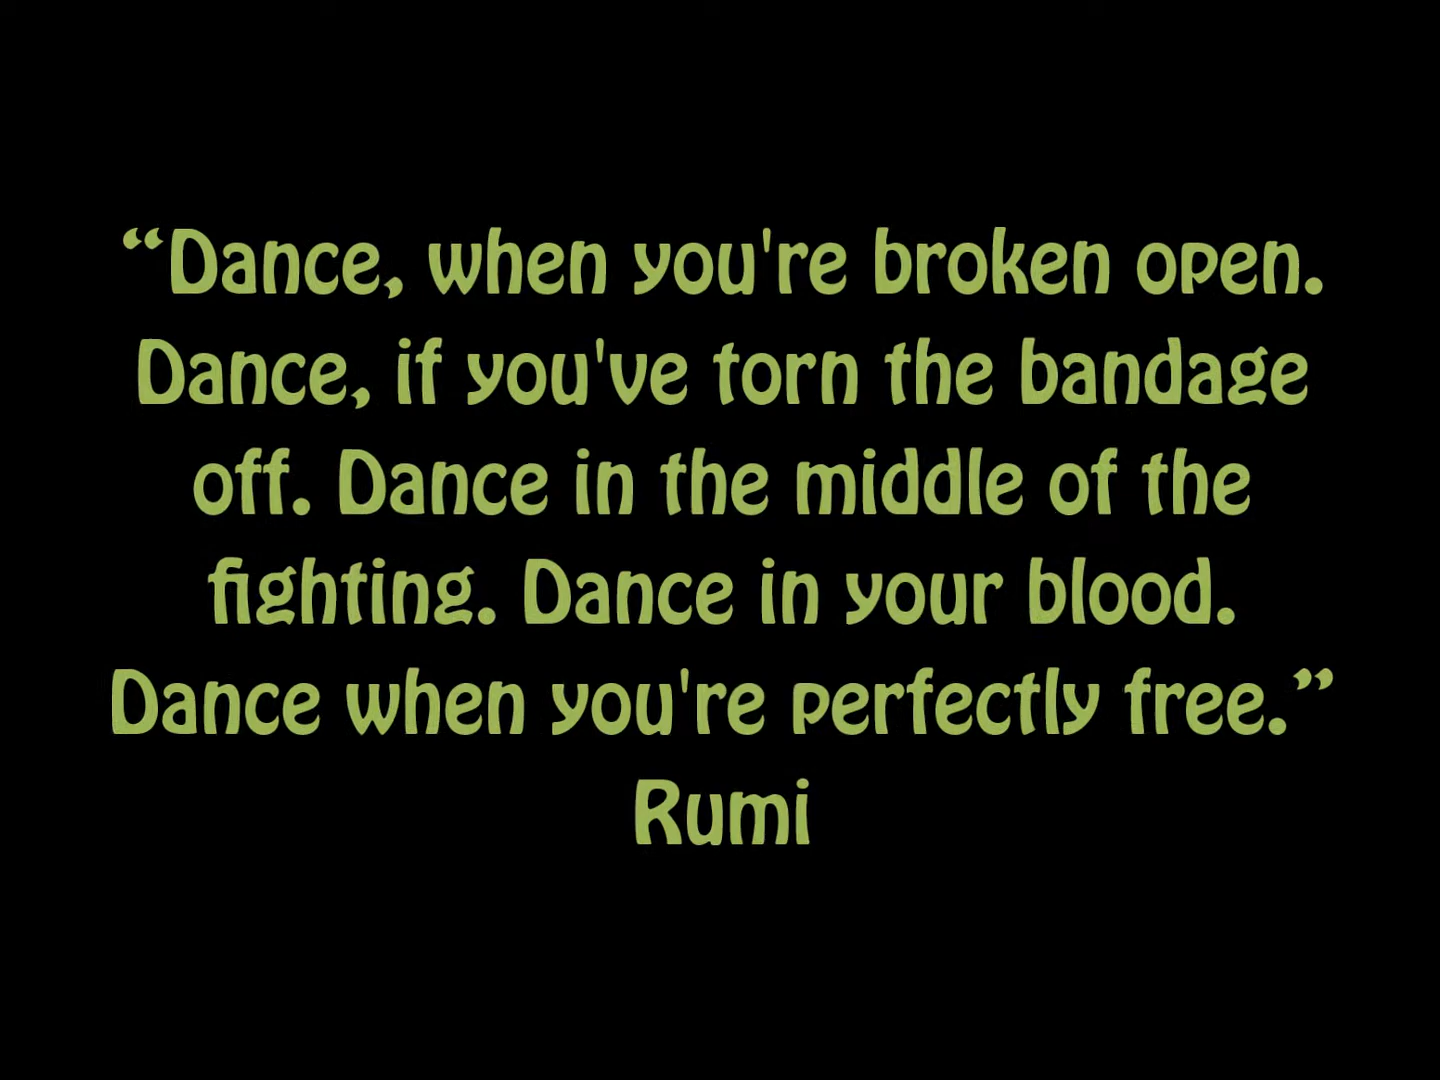 “Dance, when you're broken open.
Dance, if you've torn the bandage
off. Dance in the middle of the
fighting. Dance in your blood.
Dance when you're perfectly free.”
Rumi